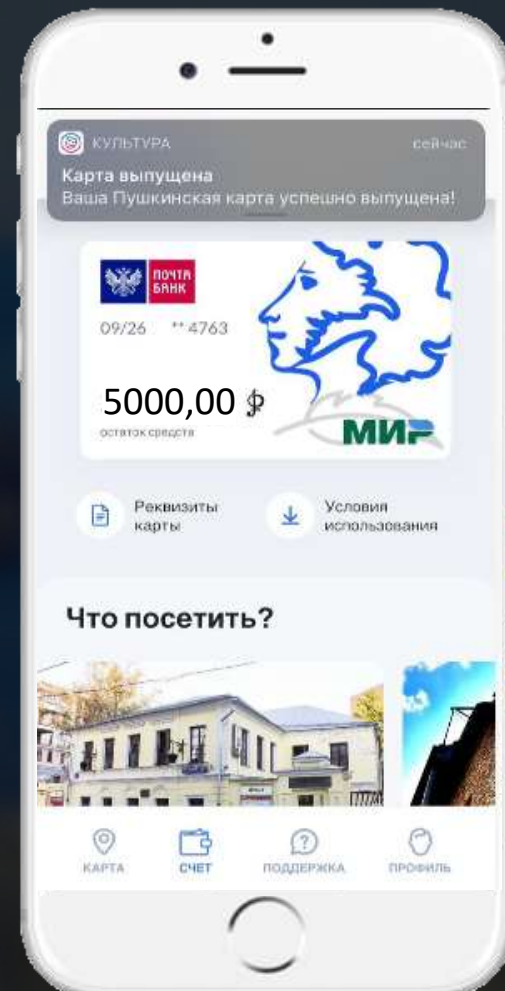 КУЛЬТУРА сейчас
Карта выпущена
Ваша Пушкинская карта успешно выпущена!
ПОЧТА
БАНК
09/26 ** 4763
5000,00 ₽
остаток средств
МИР
Реквизиты
карты
Условия
использования
Что посетить?
КАРТА СЧЕТ ПОДДЕРЖКА ПРОФИЛЬ